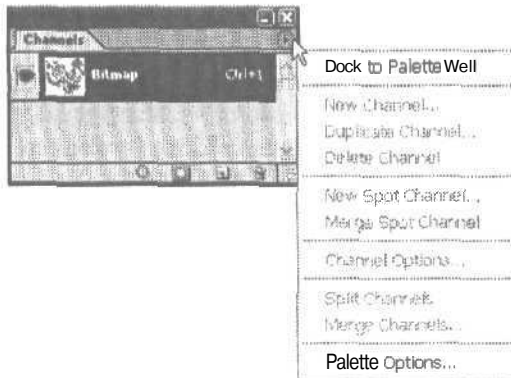 Channels
Bitmap Ctrl+1
Dock to Palette Well
New Channel...
Duplicate Channel...
Delete Channel
New Spot Channel...
Merge Spot Channel
Channel Options...
Split Channels
Merge Channels...
Palette Options...